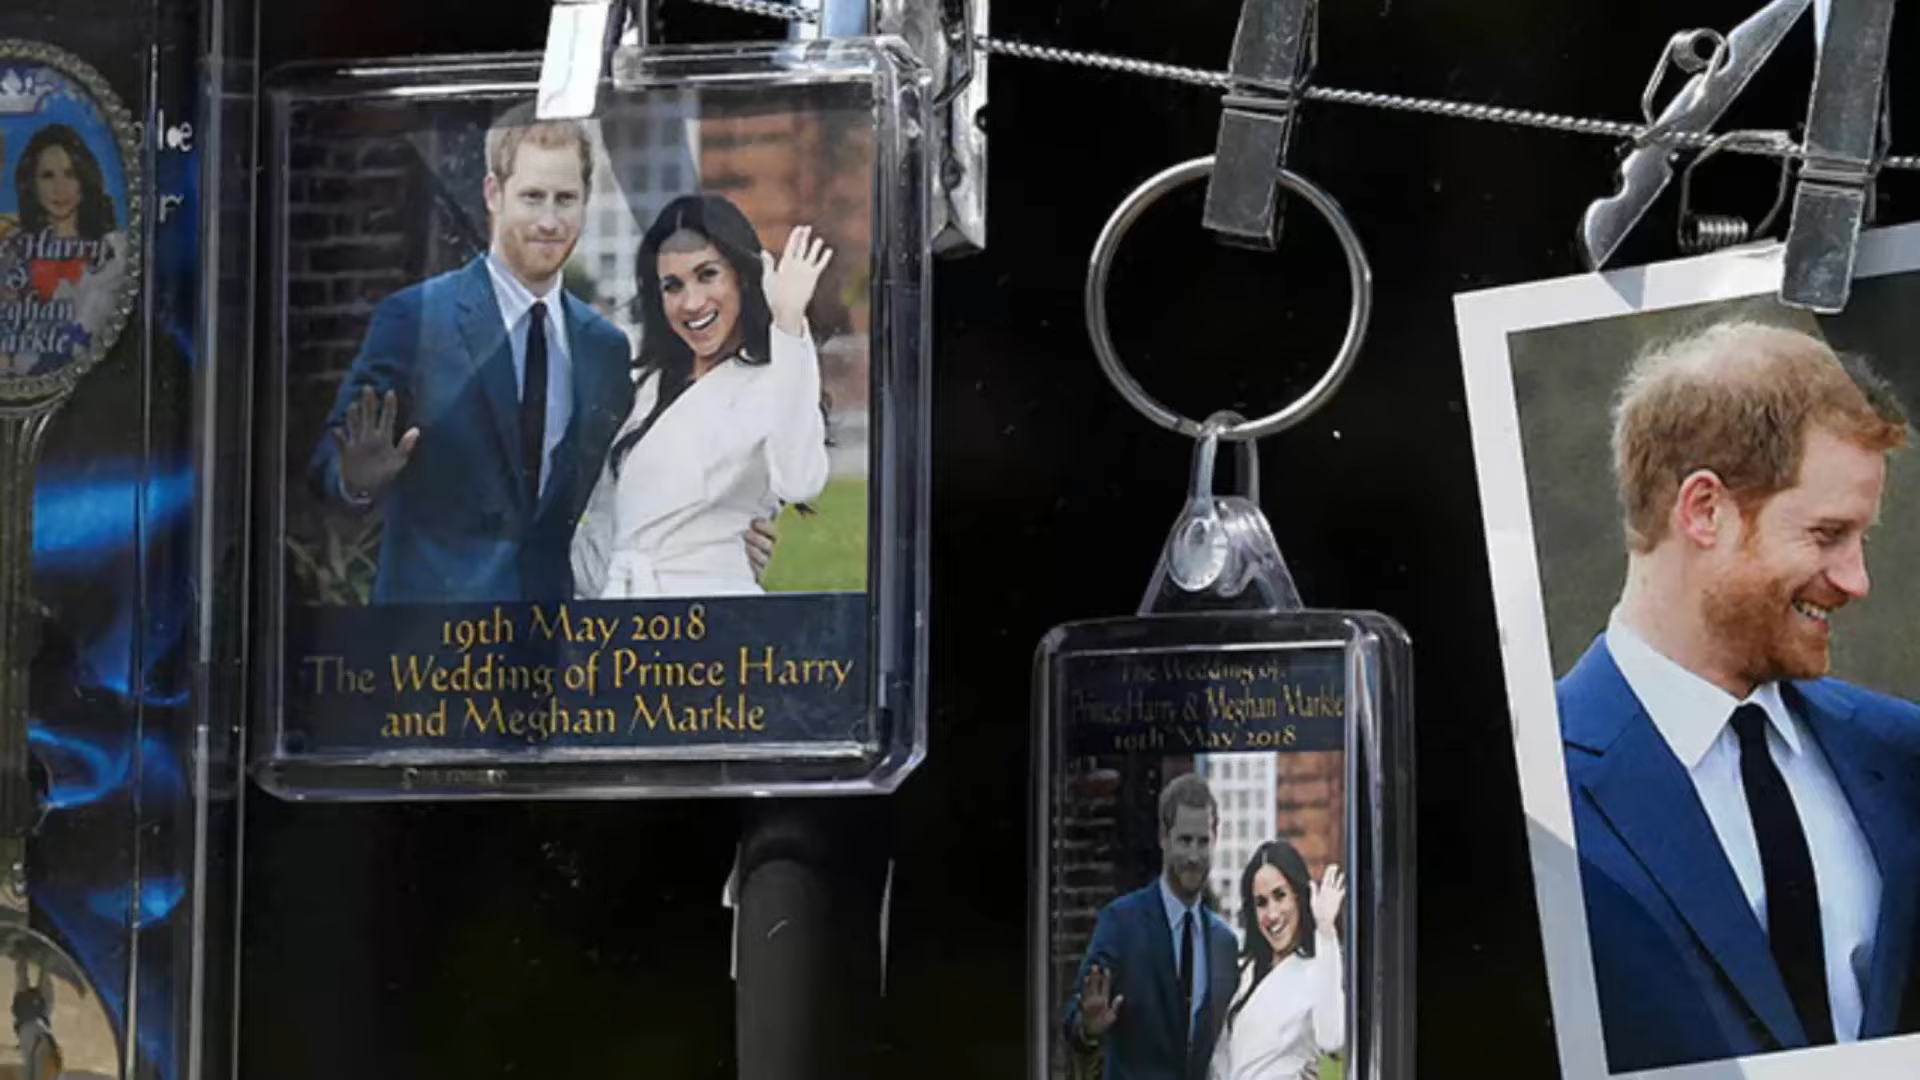 Harry
&
19th May 2018
The Wedding of Prince Harry
and Meghan Markle
The Wedding of
Prince Harry & Meghan Markle
19th May 2018